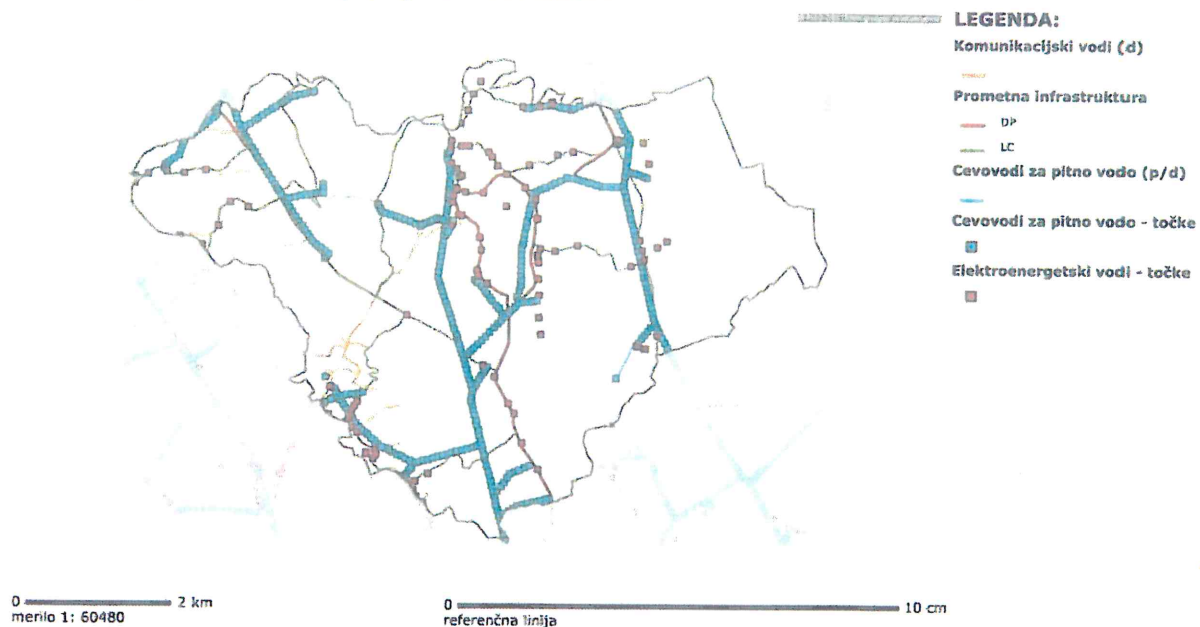 LEGENDA:
Komunikacijski vodi (d)
Prometna infrastruktura
DP
LC
Cevovodi za pitno vodo (p/d)
Cevovodi za pitno vodo - točke
Elektroenergetski vodi - točke
0 2 km
merilo 1: 60480
0 10 cm
referenčna linija